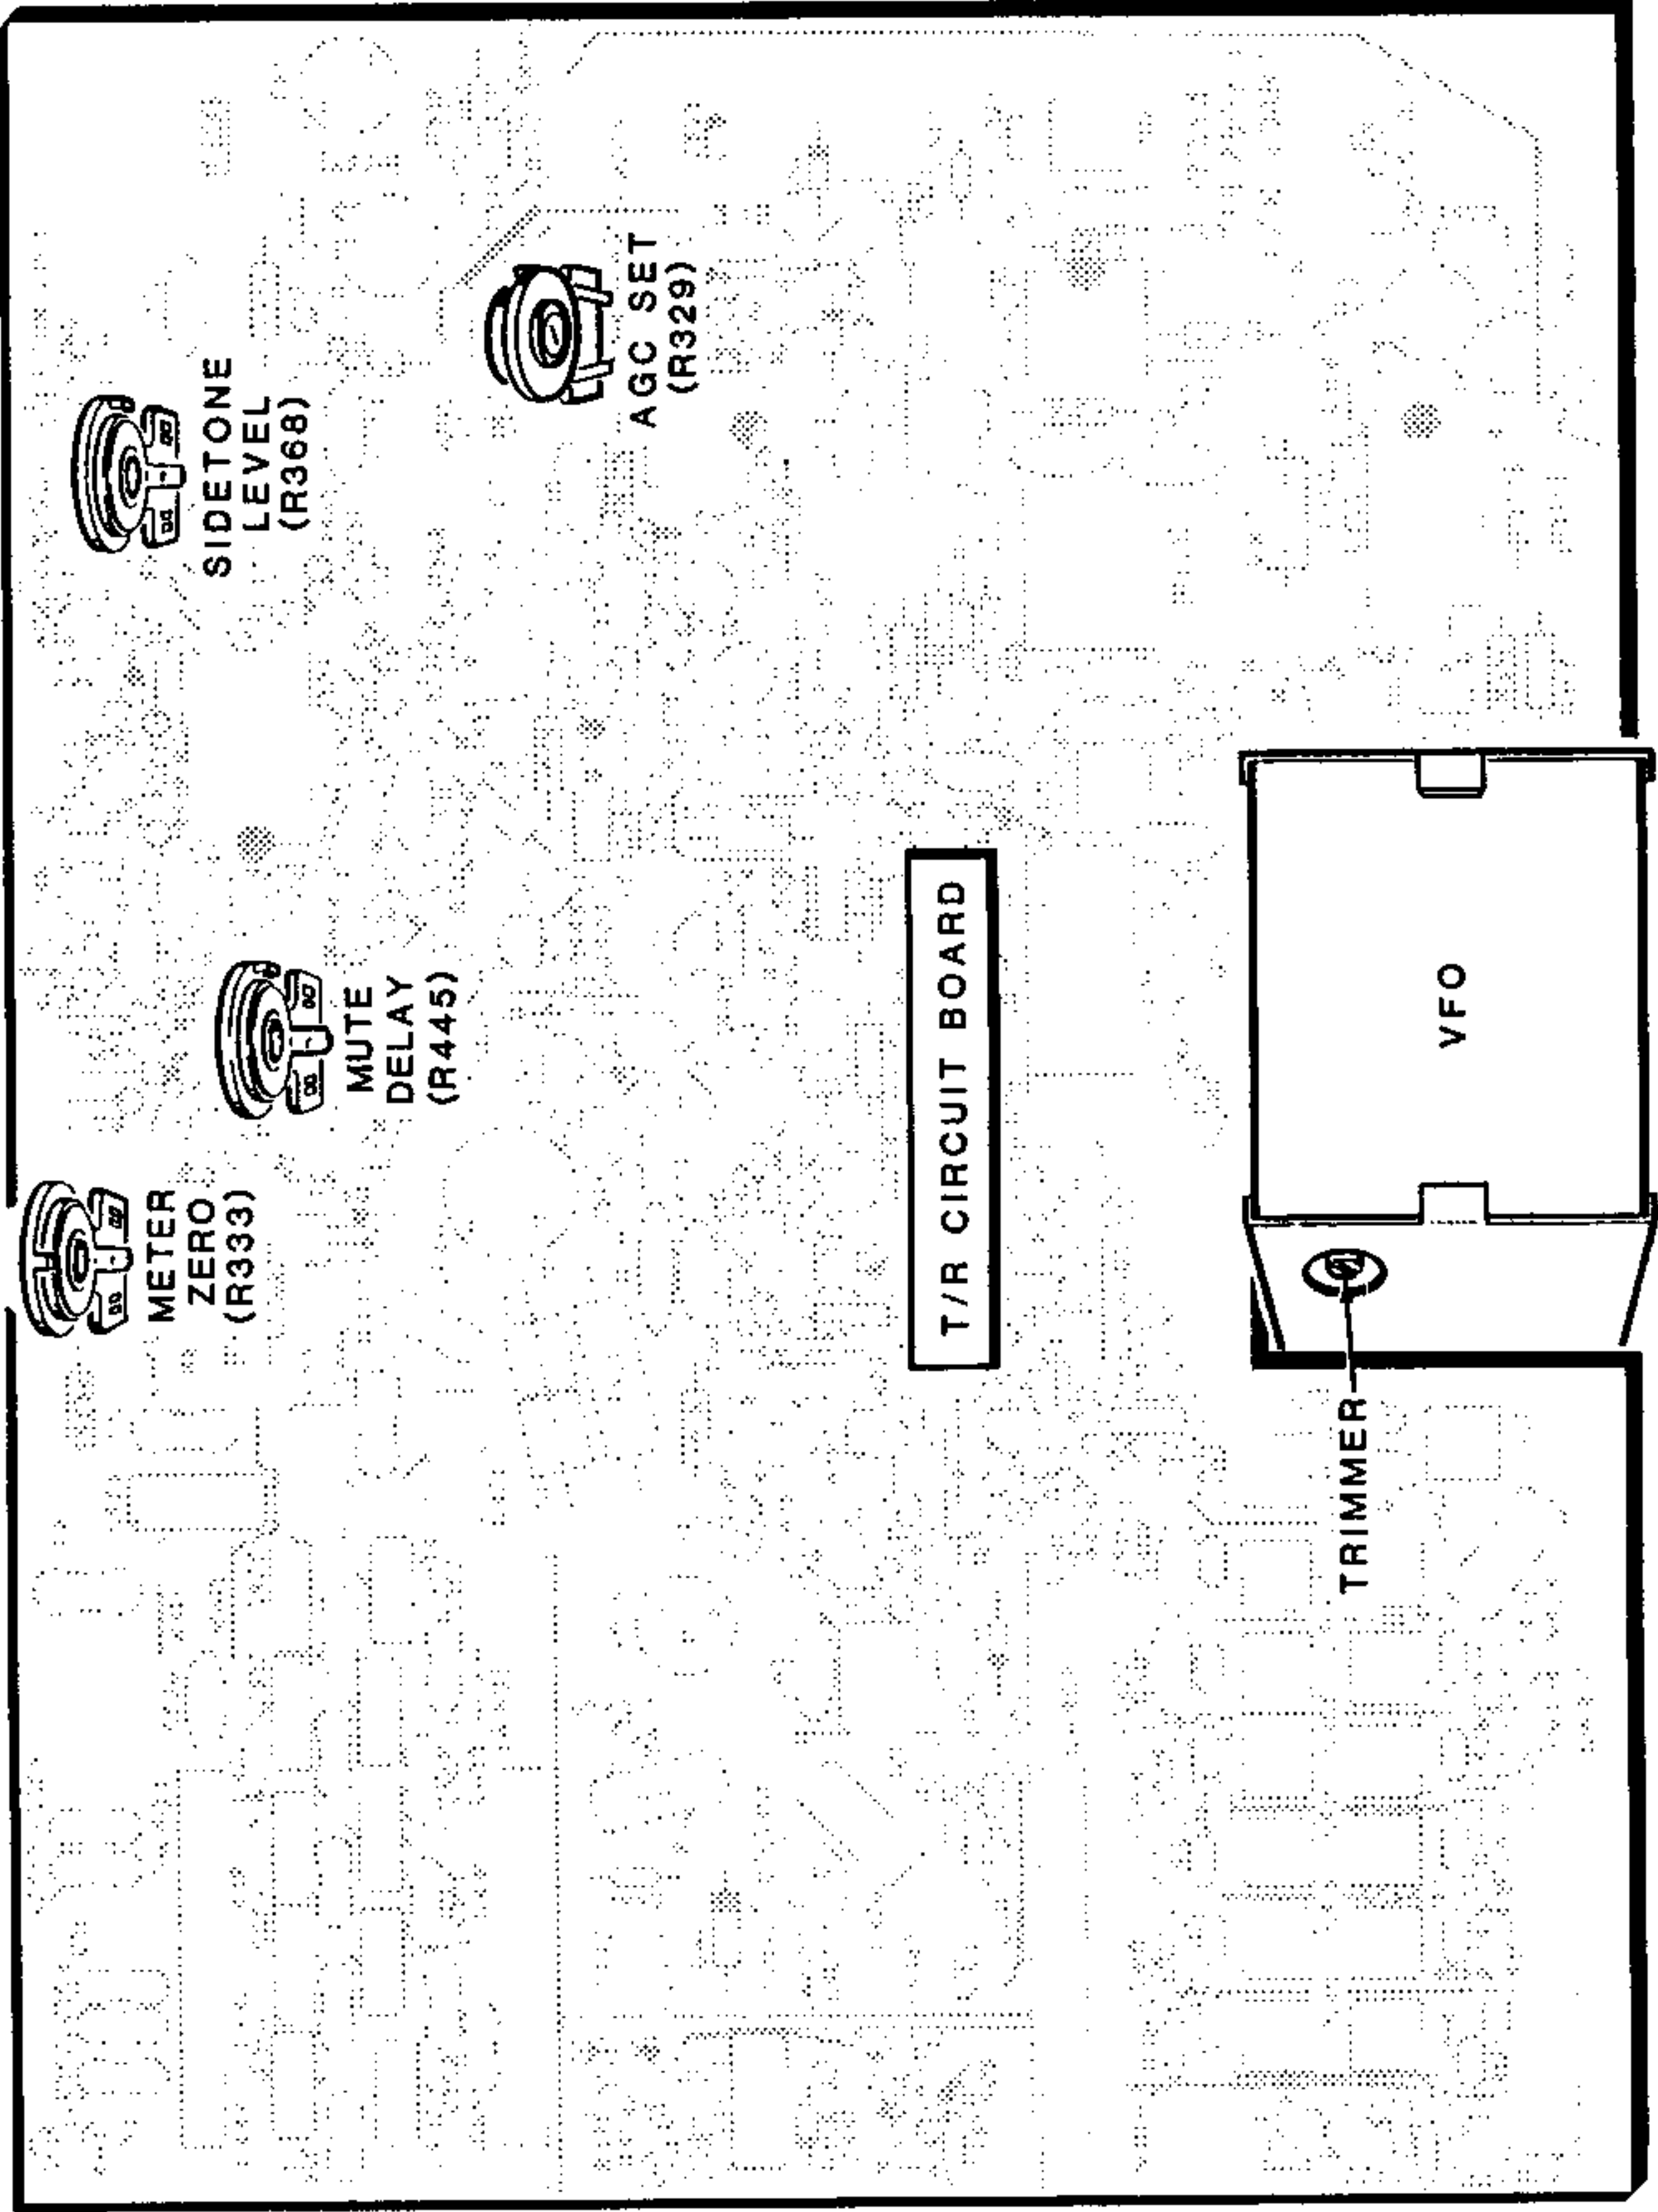 METER
ZERO
(R333)
MUTE
DELAY
(R445)
SIDETONE
LEVEL
(R368)
AGC SET
(R329)
T/R CIRCUIT BOARD
TRIMMER
VFO